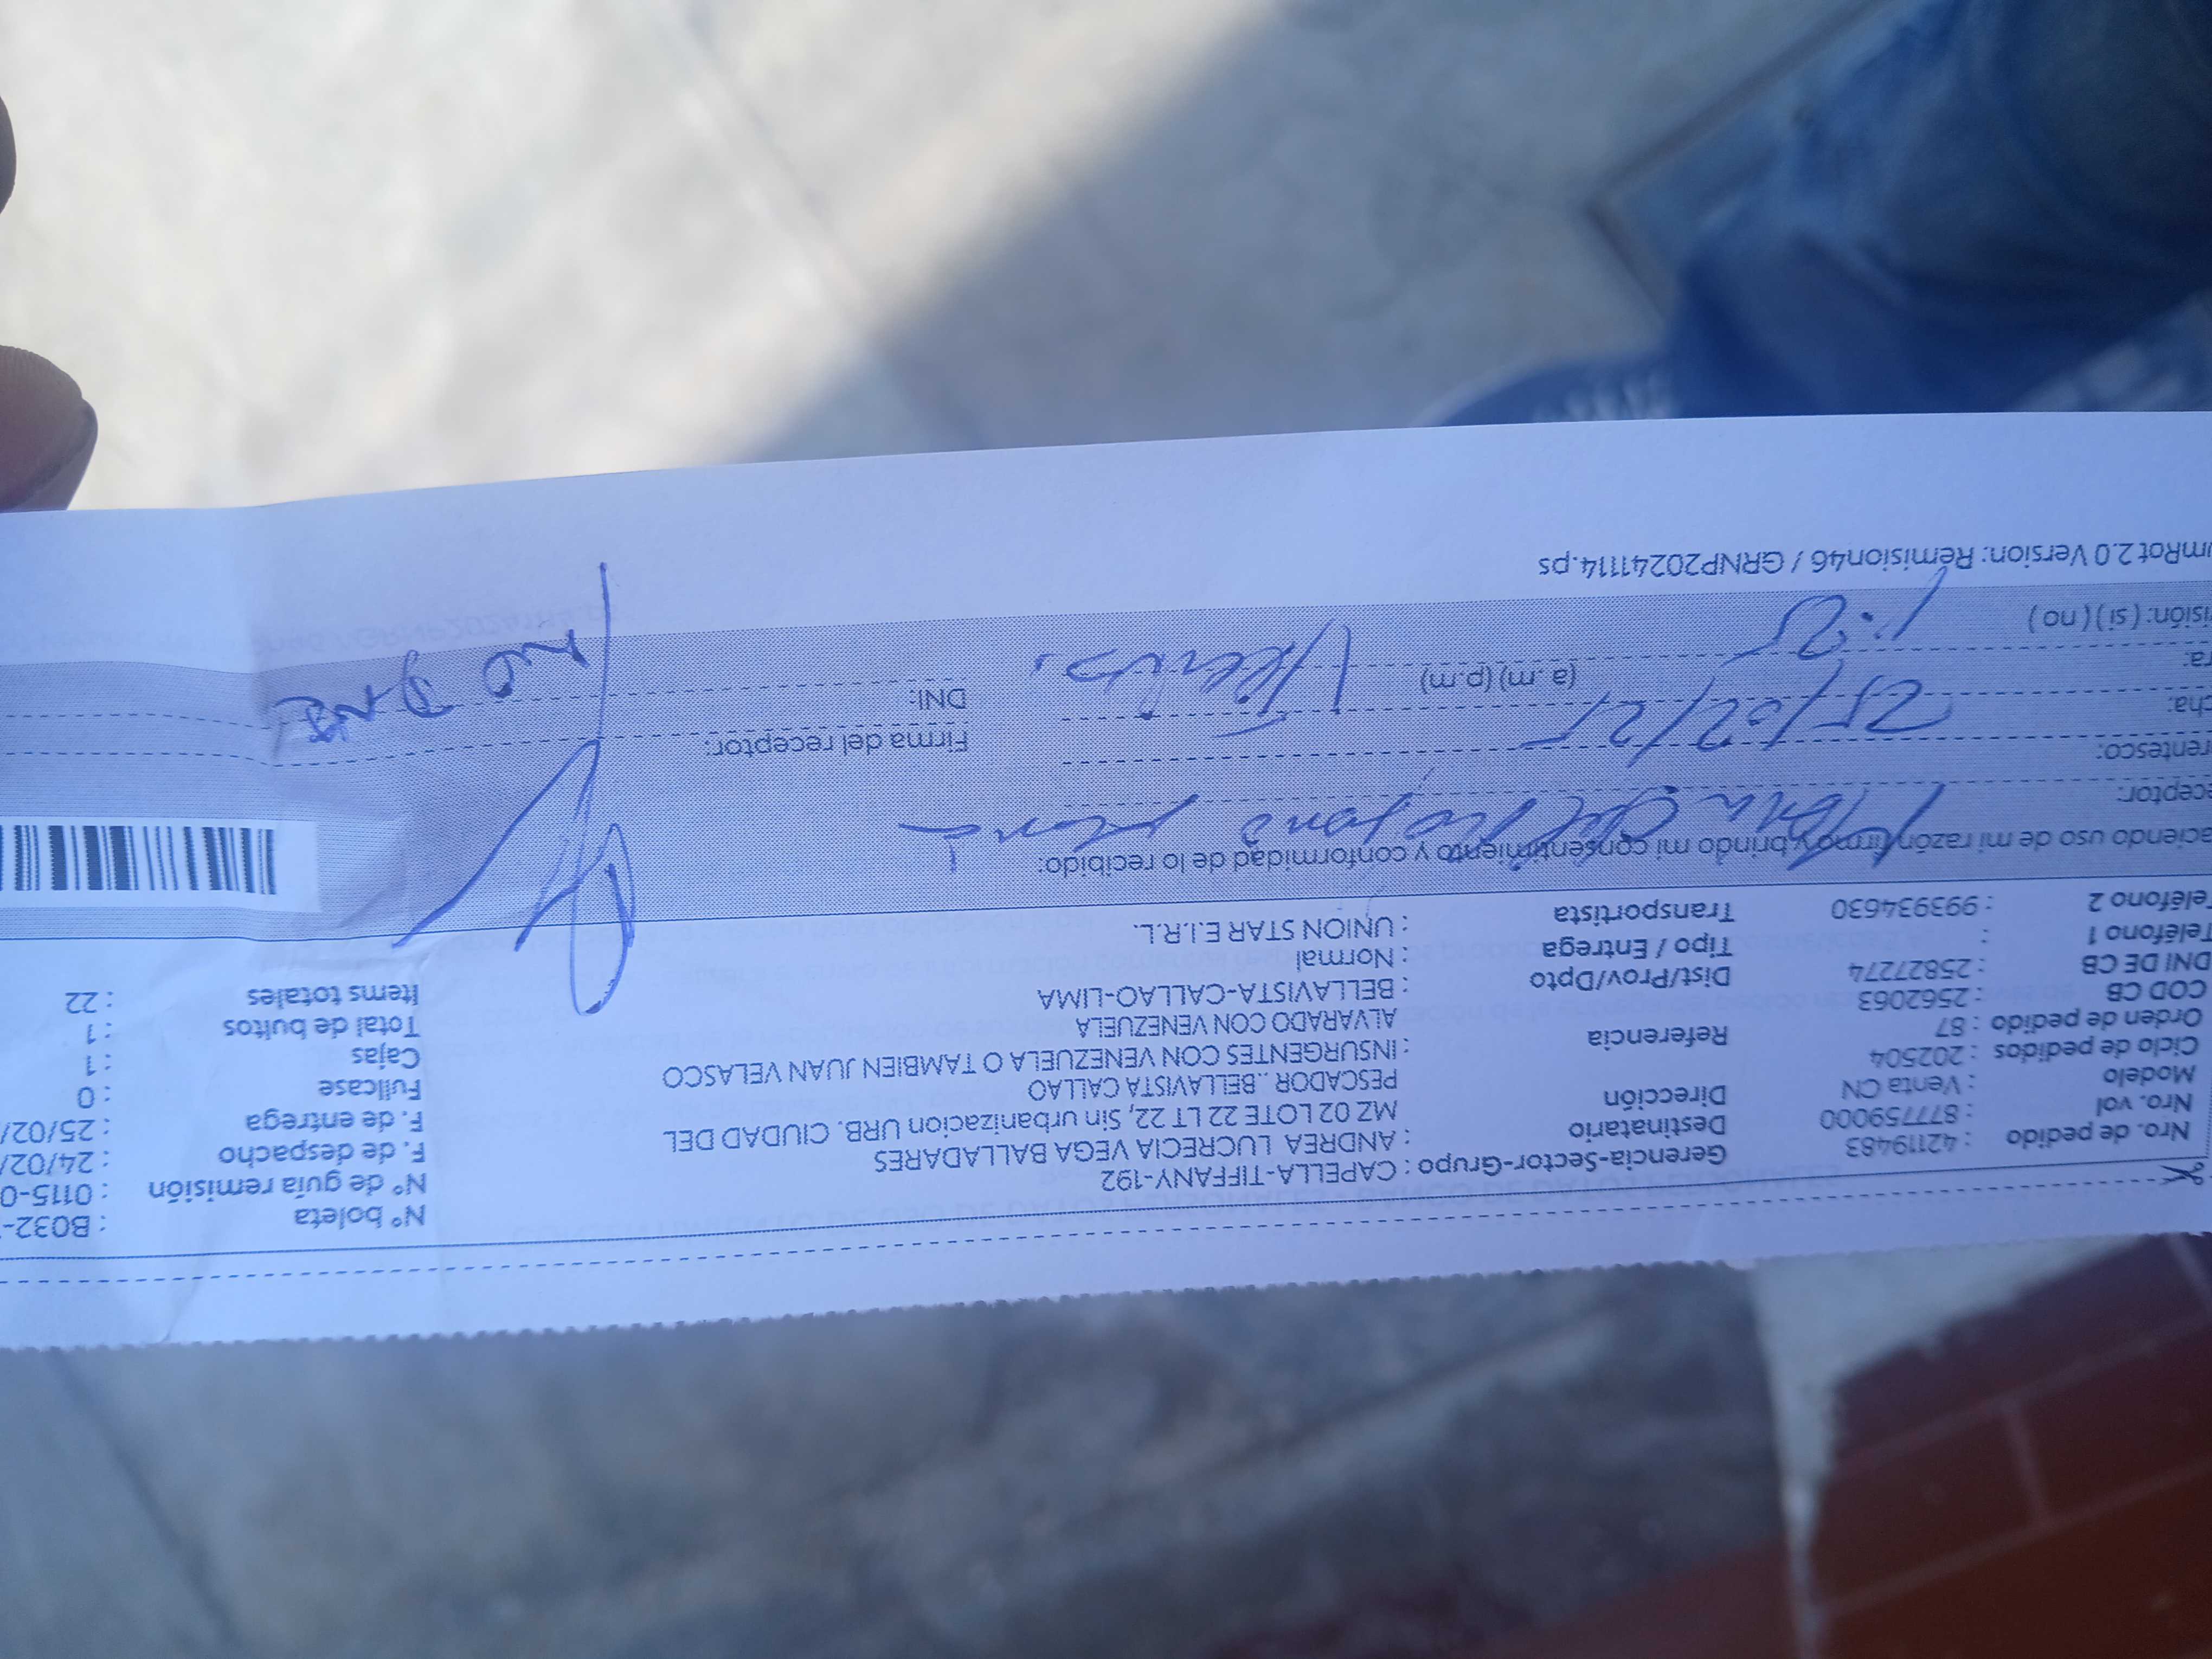 Nro. de pedido : 42119483 Gerencia-Sector-Grupo : CAPELLA-TIFFANY-192 N° boleta : B032-
Nro. vol : 877759000 Destinatario : ANDREA LUCRECIA VEGA BALLADARES N° de guía remisión : 0115-0
Modelo : Venta CN Dirección MZ 02 LOTE 22 LT 22, Sin urbanizacion URB. CIUDAD DEL F. de despacho : 24/02/
Ciclo de pedidos : 202504 PESCADOR .. BELLAVISTA CALLAO F. de entrega : 25/02/
Orden de pedido : 87 Referencia : INSURGENTES CON VENEZUELA O TAMBIEN JUAN VELASCO Fullcase : 0
COD CB : 2562063 ALVARADO CON VENEZUELA Cajas : 1
DNI DE CB : 25827274 Dist/Prov/Dpto : BELLAVISTA-CALLAO-LIMA Total de bultos : 1
Teléfono 1 : Tipo / Entrega : Normal Items totales : 22
Teléfono 2 : 993934630 Transportista : UNION STAR E.I.R.L.
aciendo uso de mi razón firmo y brindo mi consentimiento y conformidad de lo recibido:
eceptor:
rentesco: Firma del receptor:
cha: 25/02/25 DNI:
ra: (a. m) (p.m)
isión: ( si ) ( no )
mRot 2.0 Version: Remision46 / GRNP20241114.ps